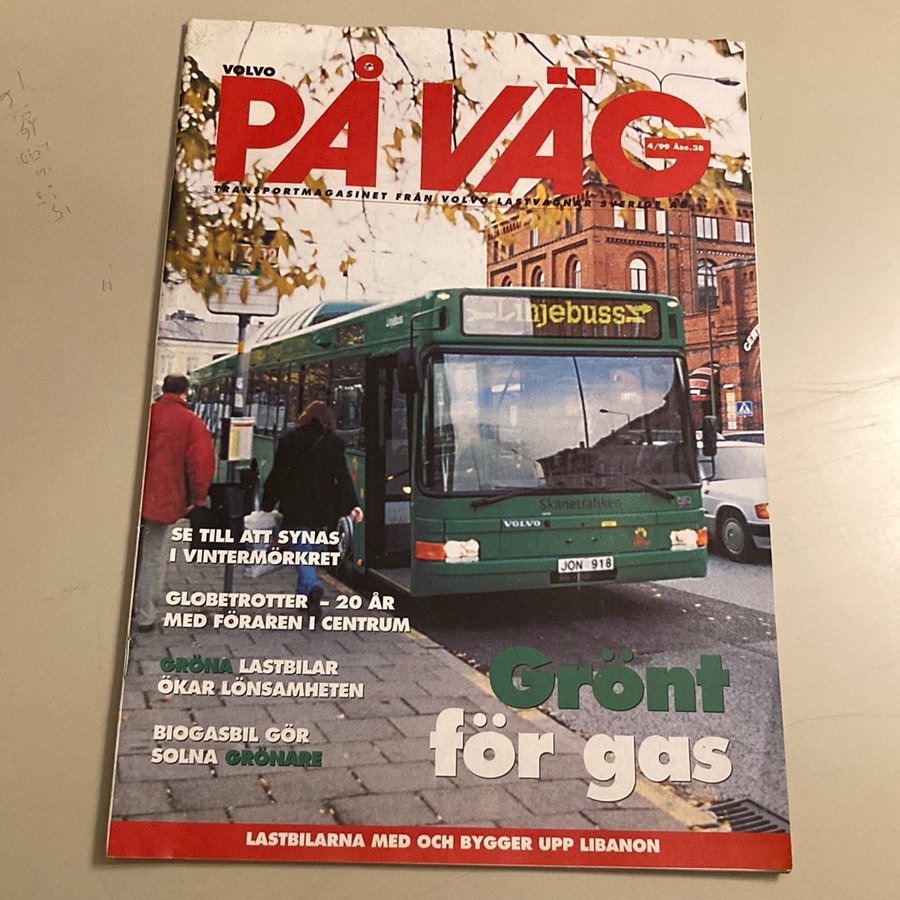 VOLVO
PÅ VÄG
4/99 ÅRG.38
TRANSPORTMAGASINET FRÅN VOLVO LASTVAGNAR SVERIGE AB
Linjebuss
Linjebuss
Skånetrafiken
VOLVO
JON 918
SE TILL ATT SYNAS
I VINTERMÖRKRET
GLOBETROTTER – 20 ÅR
MED FÖRAREN I CENTRUM
GRÖNA LASTBILAR
ÖKAR LÖNSAMHETEN
BIOGASBIL GÖR
SOLNA GRÖNARE
Grönt
för gas
LASTBILARNA MED OCH BYGGER UPP LIBANON